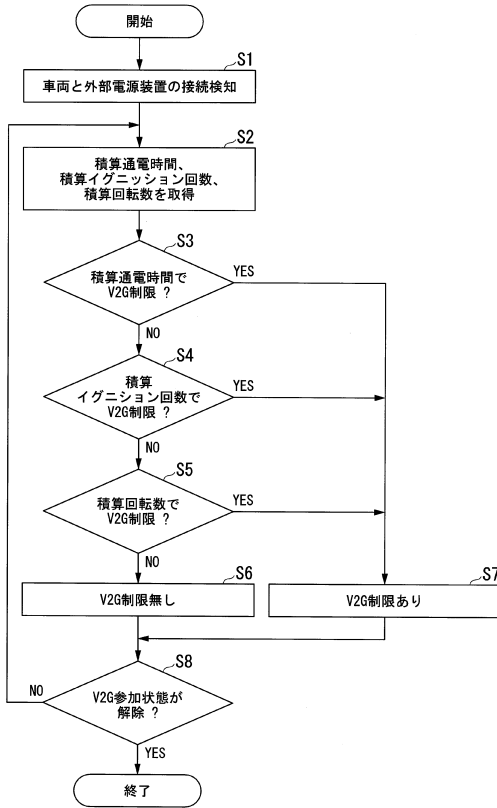 開始
S1
車両と外部電源装置の接続検知
S2
積算通電時間、
積算イグニッション回数、
積算回転数を取得
S3
積算通電時間で
V2G制限 ?
YES
NO
S4
積算
イグニション回数で
V2G制限 ?
YES
NO
S5
積算回転数で
V2G制限 ?
YES
NO
S6
V2G制限無し
S7
V2G制限あり
S8
V2G参加状態が
解除 ?
NO
YES
終了